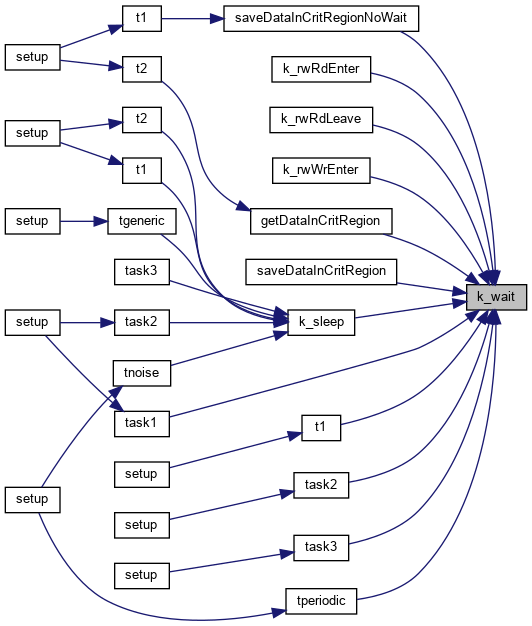 t1
saveDataInCritRegionNoWait
setup
t2
k_rwRdEnter
t2
k_rwRdLeave
setup
t1
k_rwWrEnter
setup
tgeneric
getDataInCritRegion
task3
saveDataInCritRegion
k_wait
setup
task2
k_sleep
tnoise
task1
t1
setup
task2
setup
setup
task3
setup
tperiodic